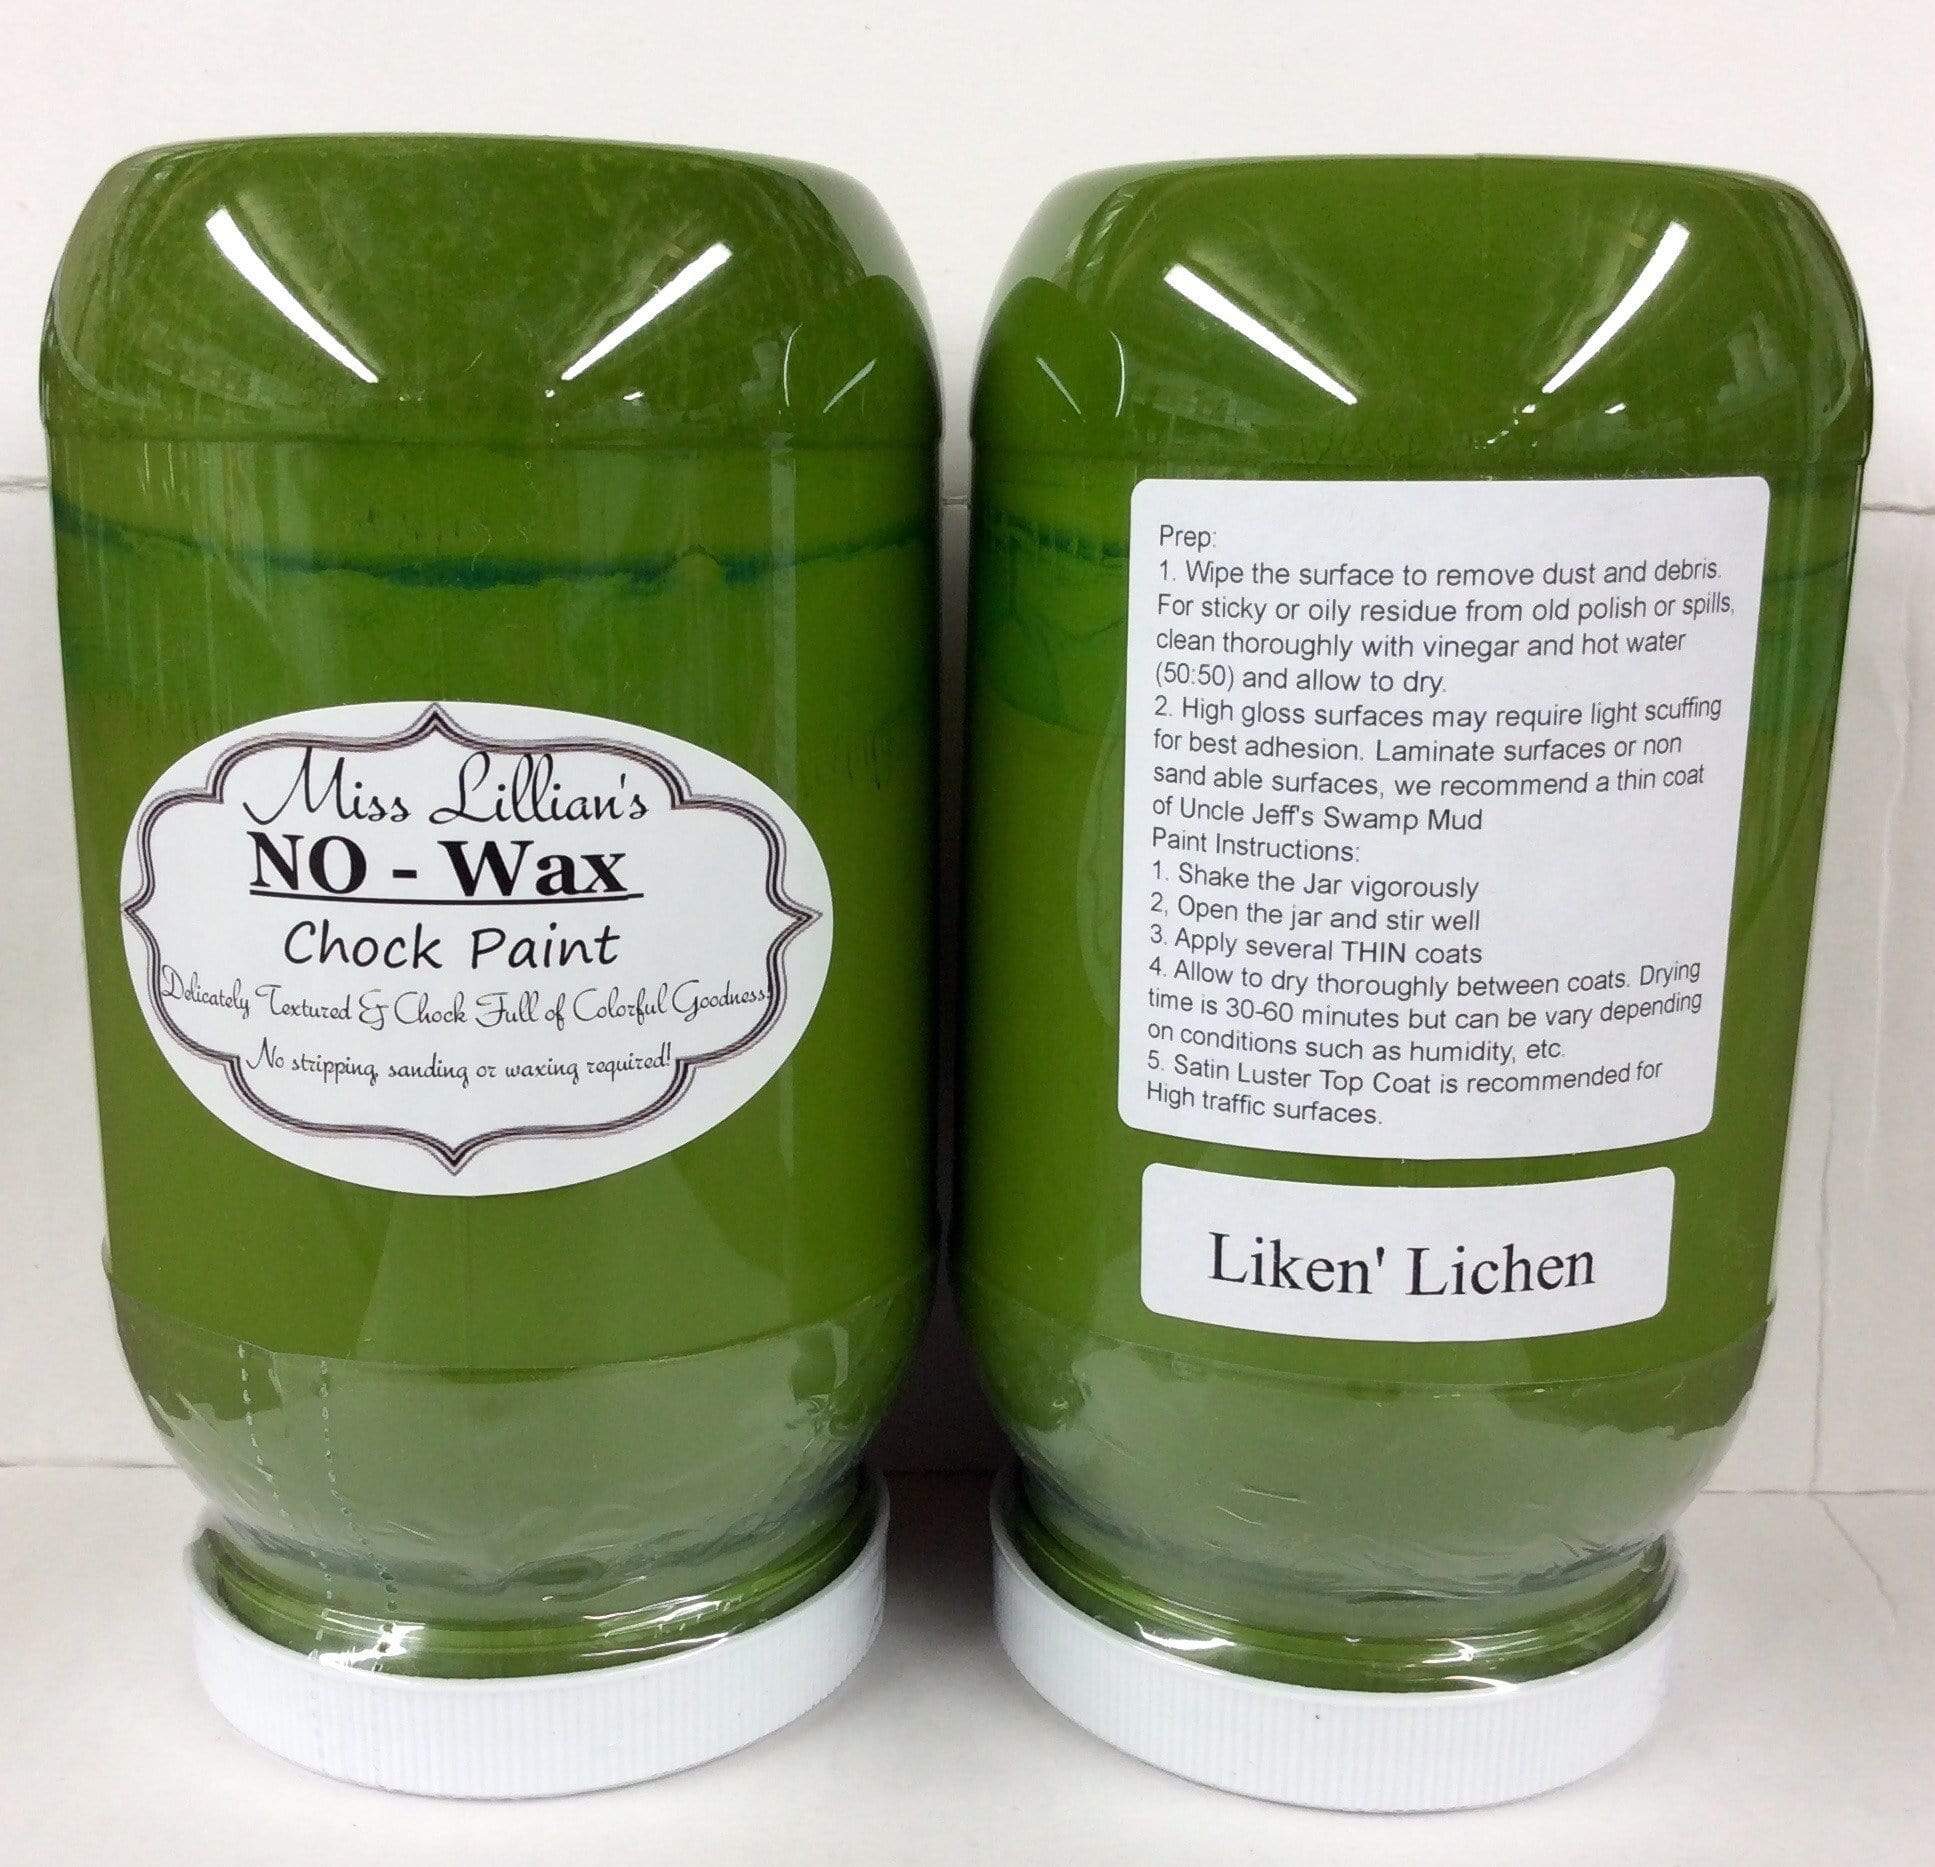 Miss Lillian's
NO - Wax
Chock Paint
Delicately Textured & Chock Full of Colorful Goodness!
No stripping, sanding or waxing required!
Prep:
1. Wipe the surface to remove dust and debris.
For sticky or oily residue from old polish or spills,
clean thoroughly with vinegar and hot water
(50:50) and allow to dry.
2. High gloss surfaces may require light scuffing
for best adhesion. Laminate surfaces or non
sand able surfaces, we recommend a thin coat
of Uncle Jeff's Swamp Mud
Paint Instructions:
1. Shake the Jar vigorously
2, Open the jar and stir well
3. Apply several THIN coats
4. Allow to dry thoroughly between coats. Drying
time is 30-60 minutes but can be vary depending
on conditions such as humidity, etc.
5. Satin Luster Top Coat is recommended for
High traffic surfaces.
Liken' Lichen